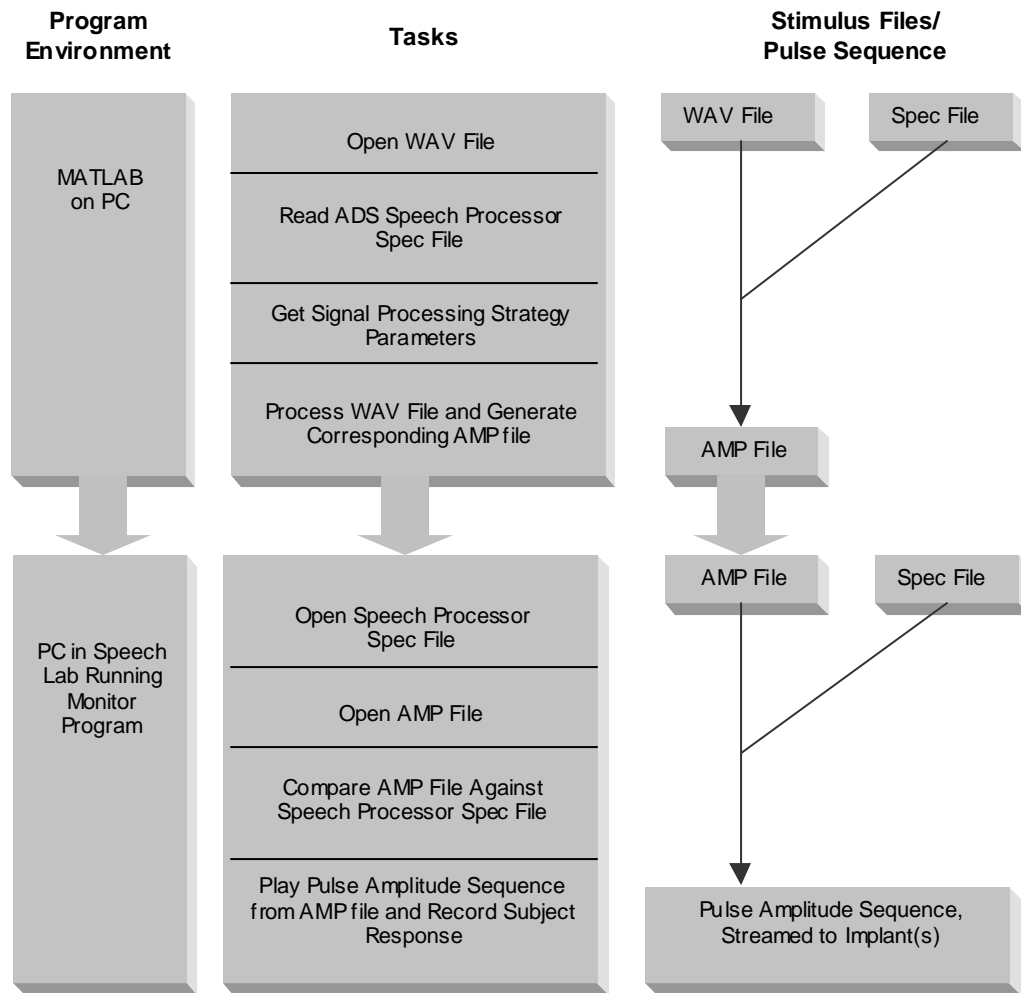 Program
Environment
Tasks
Stimulus Files/
Pulse Sequence
MATLAB
on PC
Open WAV File
Read ADS Speech Processor
Spec File
Get Signal Processing Strategy
Parameters
Process WAV File and Generate
Corresponding AMP file
WAV File
Spec File
AMP File
PC in Speech
Lab Running
Monitor
Program
Open Speech Processor
Spec File
Open AMP File
Compare AMP File Against
Speech Processor Spec File
Play Pulse Amplitude Sequence
from AMP file and Record Subject
Response
AMP File
Spec File
Pulse Amplitude Sequence,
Streamed to Implant(s)